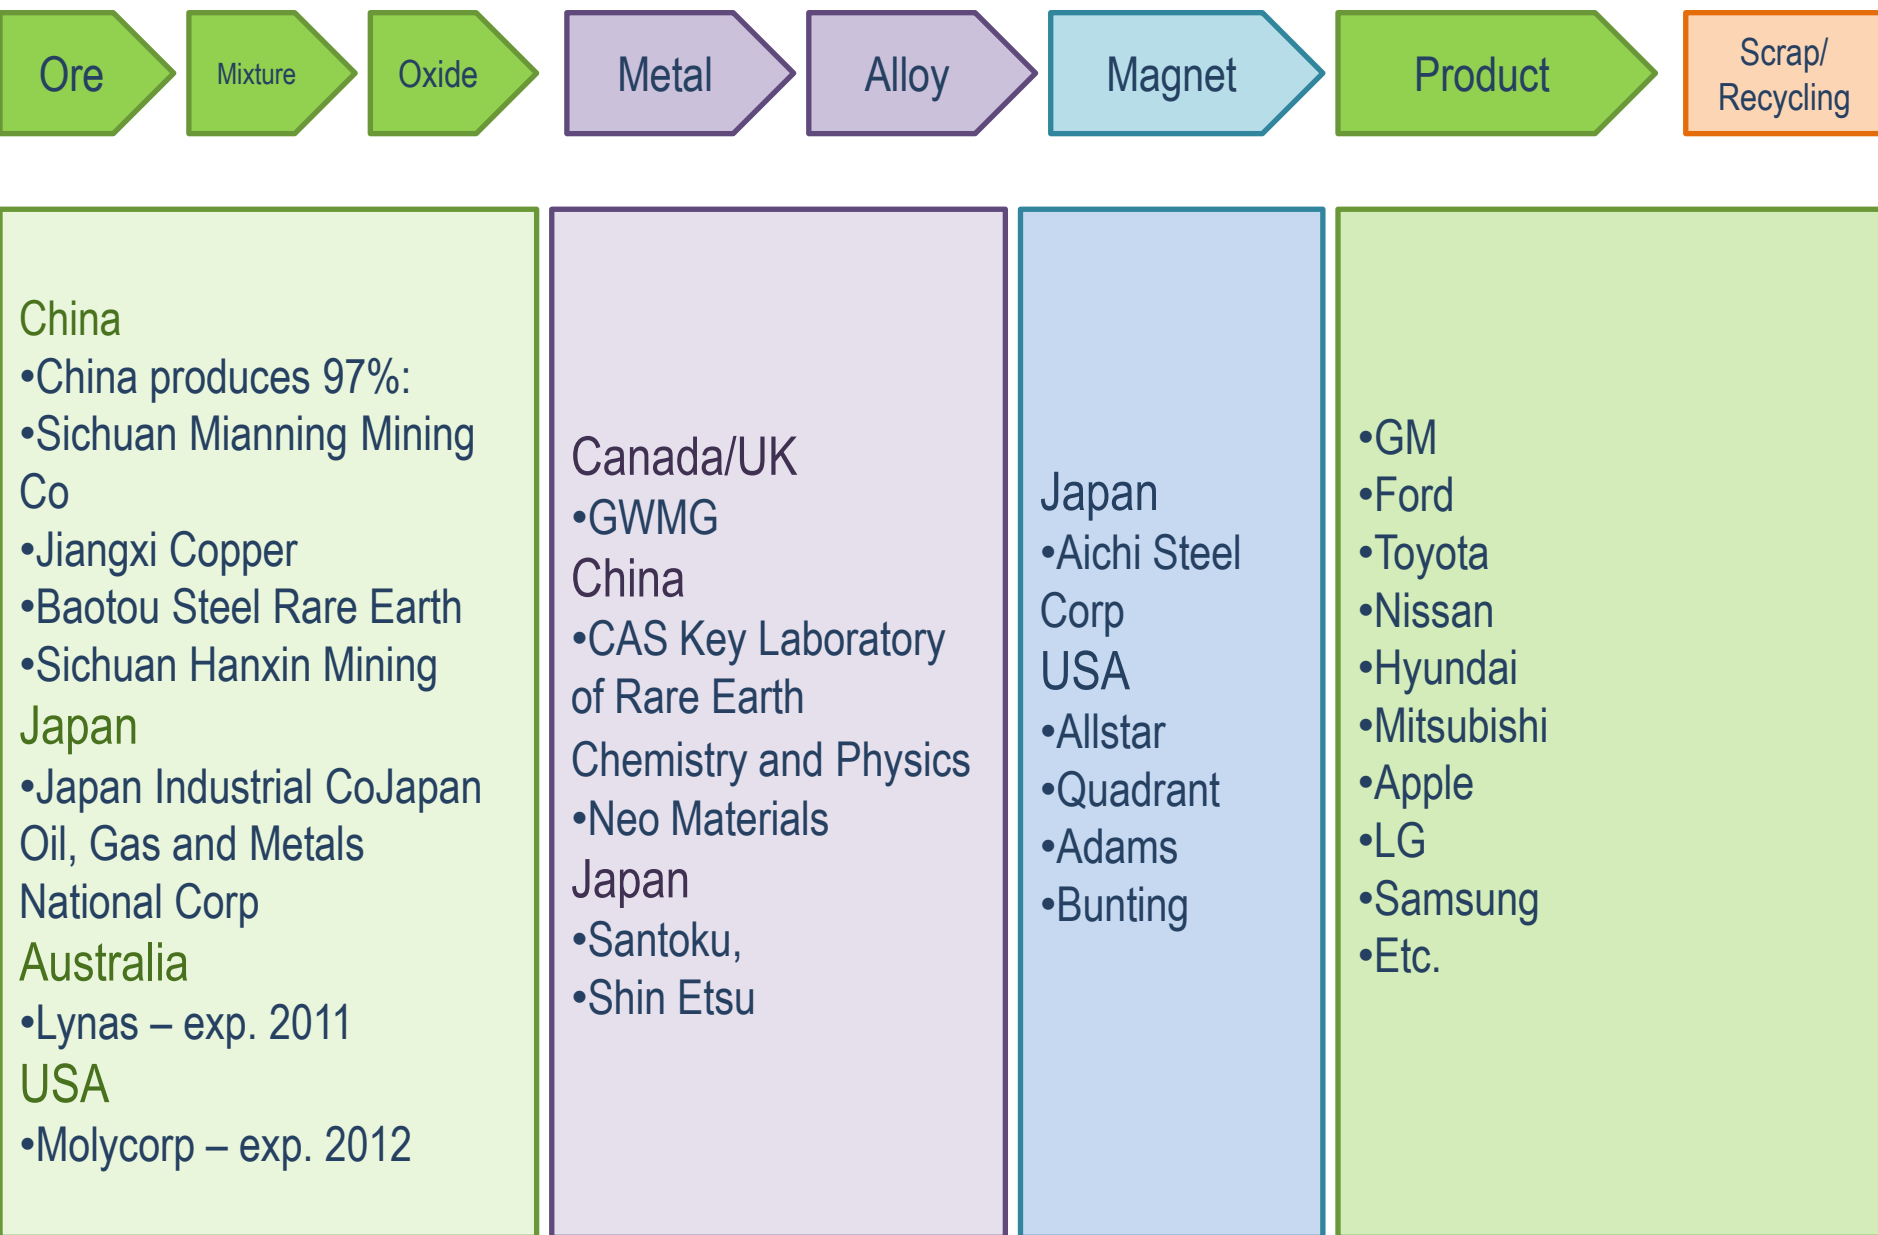 Ore
Mixture
Oxide
Metal
Alloy
Magnet
Product
Scrap/
Recycling
China
•China produces 97%:
•Sichuan Mianning Mining
Co
•Jiangxi Copper
•Baotou Steel Rare Earth
•Sichuan Hanxin Mining
Japan
•Japan Industrial CoJapan
Oil, Gas and Metals
National Corp
Australia
•Lynas – exp. 2011
USA
•Molycorp – exp. 2012
Canada/UK
•GWMG
China
•CAS Key Laboratory
of Rare Earth
Chemistry and Physics
•Neo Materials
Japan
•Santoku,
•Shin Etsu
Japan
•Aichi Steel
Corp
USA
•Allstar
•Quadrant
•Adams
•Bunting
•GM
•Ford
•Toyota
•Nissan
•Hyundai
•Mitsubishi
•Apple
•LG
•Samsung
•Etc.